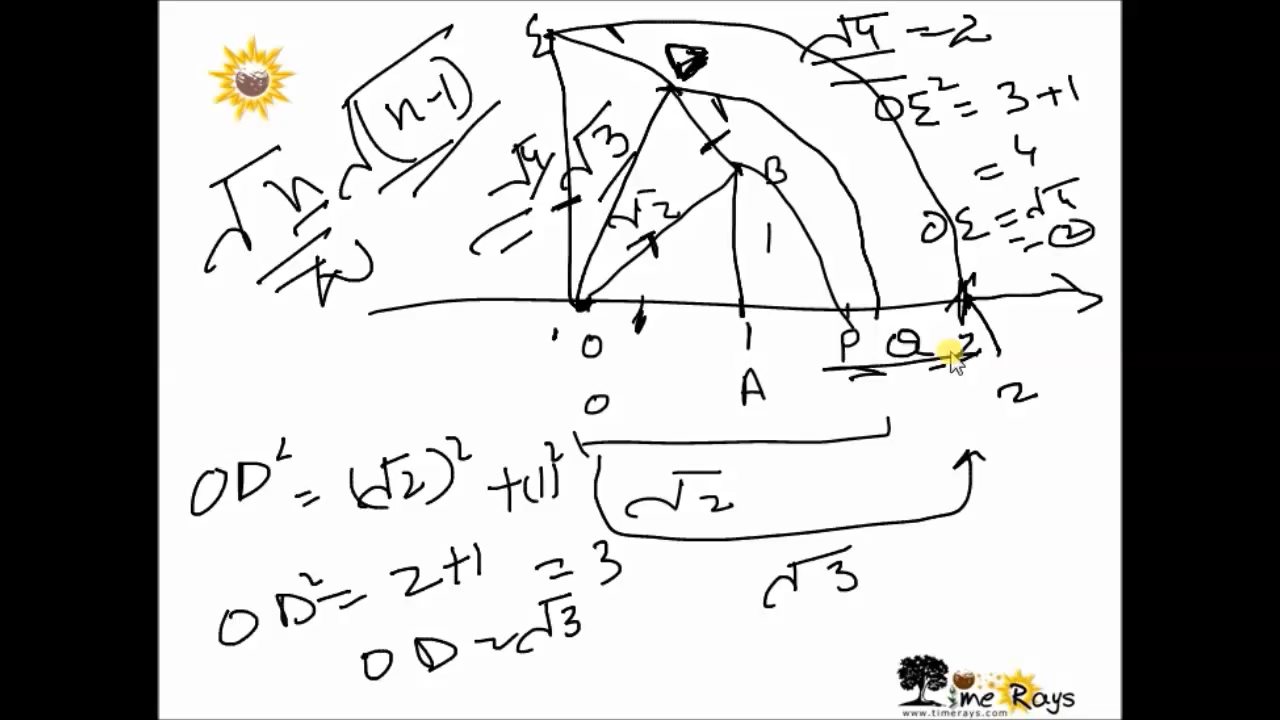 √4 = 2
OE² = 3+1
= 4
OE = √4
= 2
√n √(n-1)
E
D
B
√4
√3
√2
1
0 1 P Q 2
O A 2
OD² = (√2)² + (1)²
√2
OD² = 2+1 = 3
√3
OD = √3
Time Rays
www.timerays.com